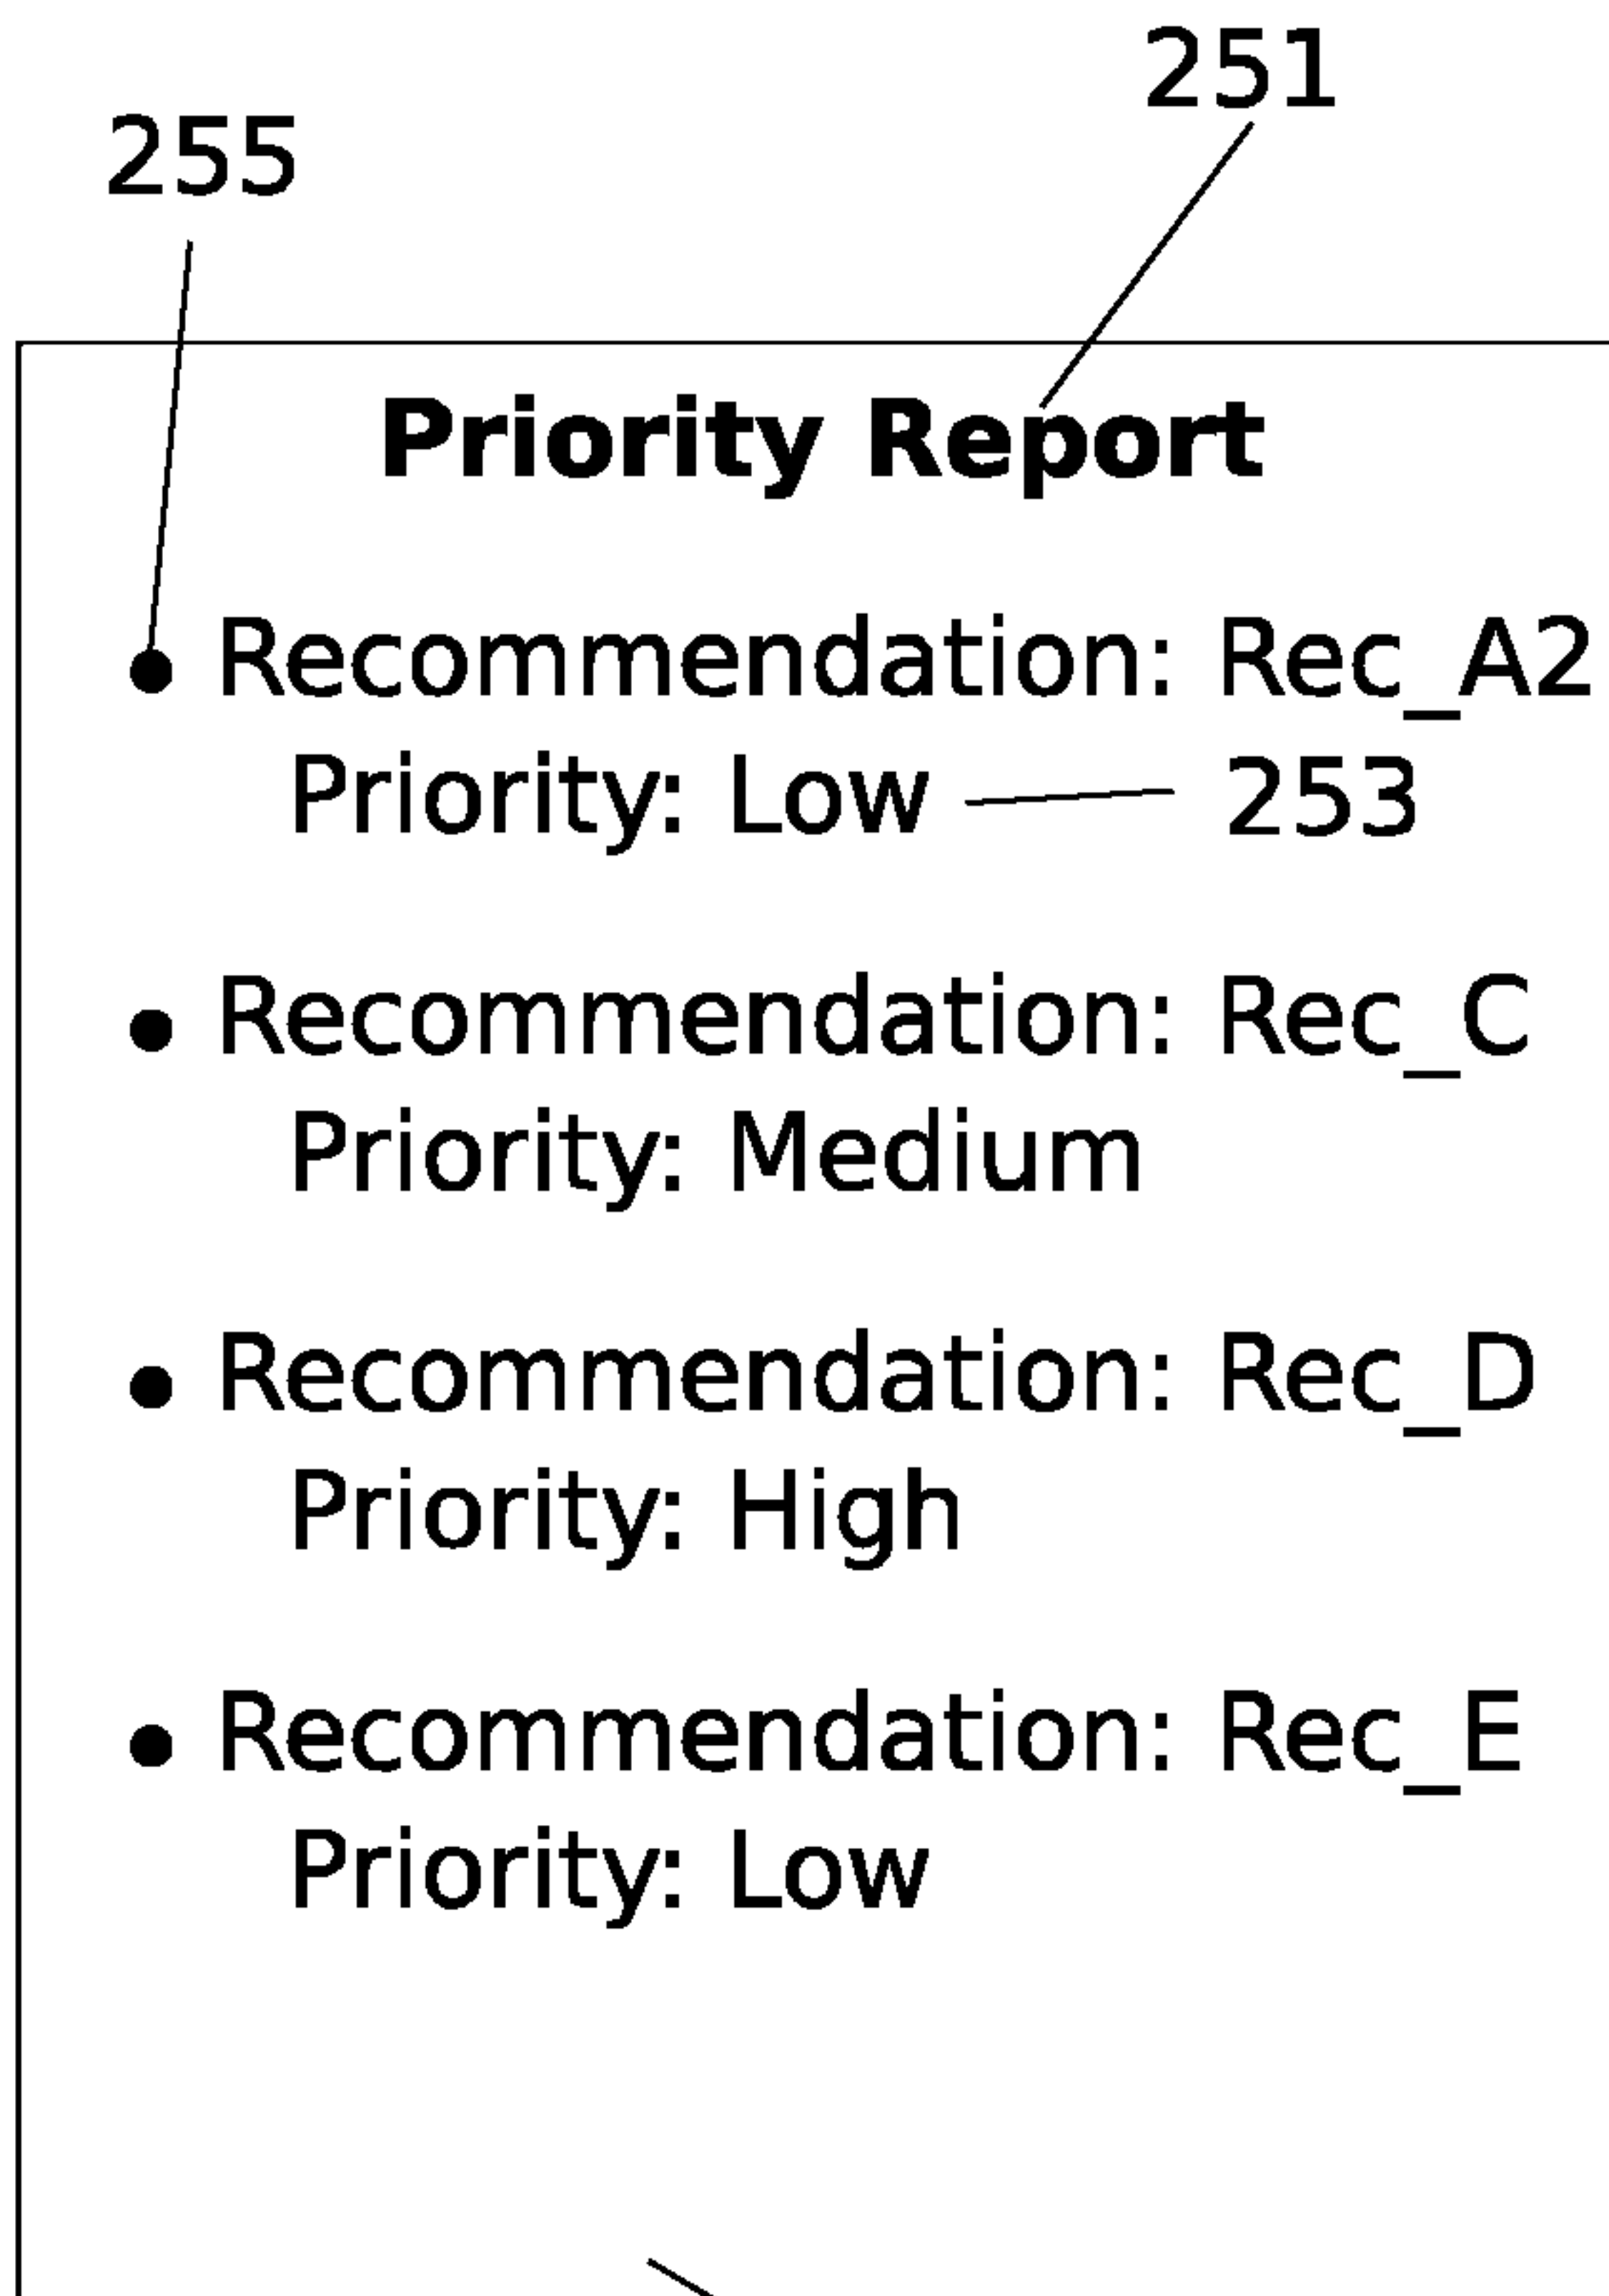 251
255
Priority Report
• Recommendation: Rec_A2
Priority: Low
253
• Recommendation: Rec_C
Priority: Medium
• Recommendation: Rec_D
Priority: High
• Recommendation: Rec_E
Priority: Low